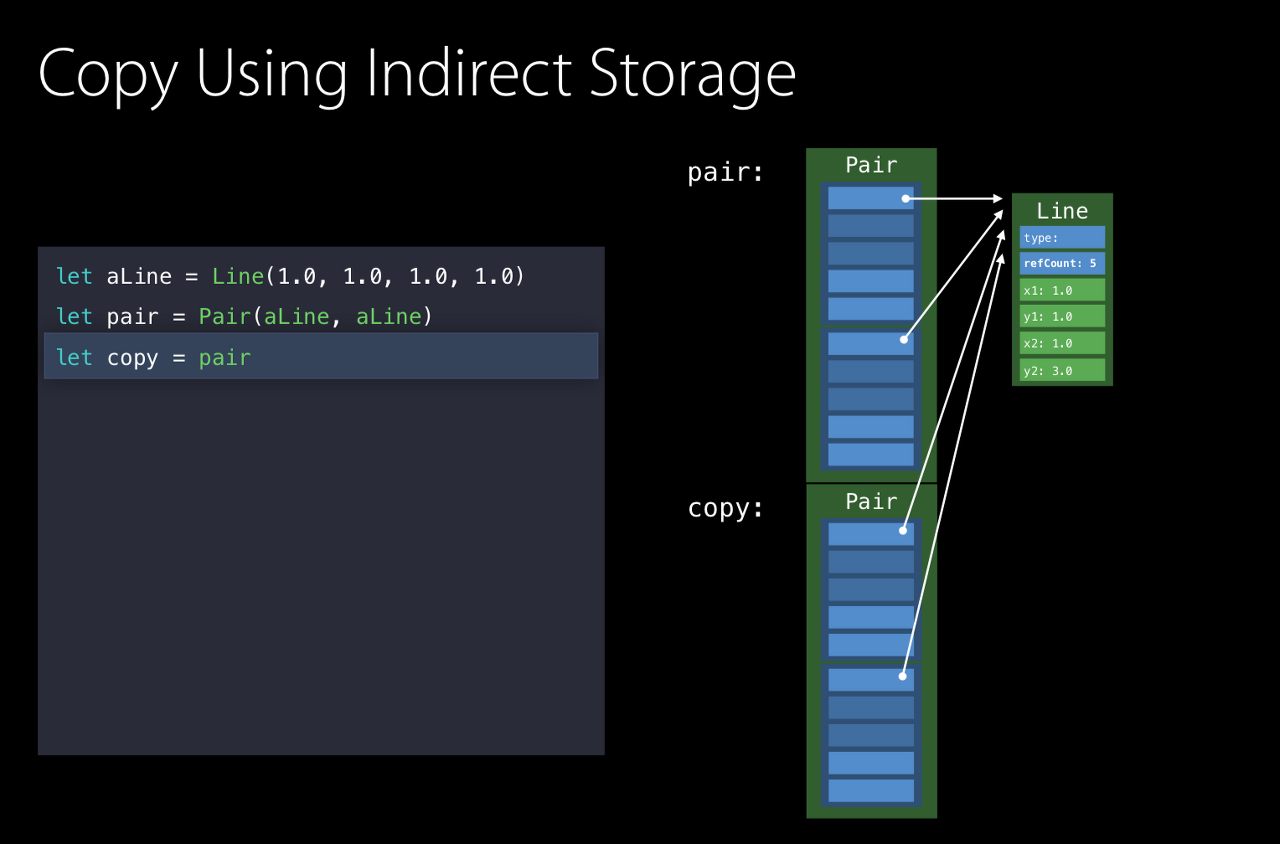 Copy Using Indirect Storage
let aLine = Line(1.0, 1.0, 1.0, 1.0)
let pair = Pair(aLine, aLine)
let copy = pair
pair:
Pair
Line
type:
refCount: 5
x1: 1.0
y1: 1.0
x2: 1.0
y2: 3.0
copy:
Pair